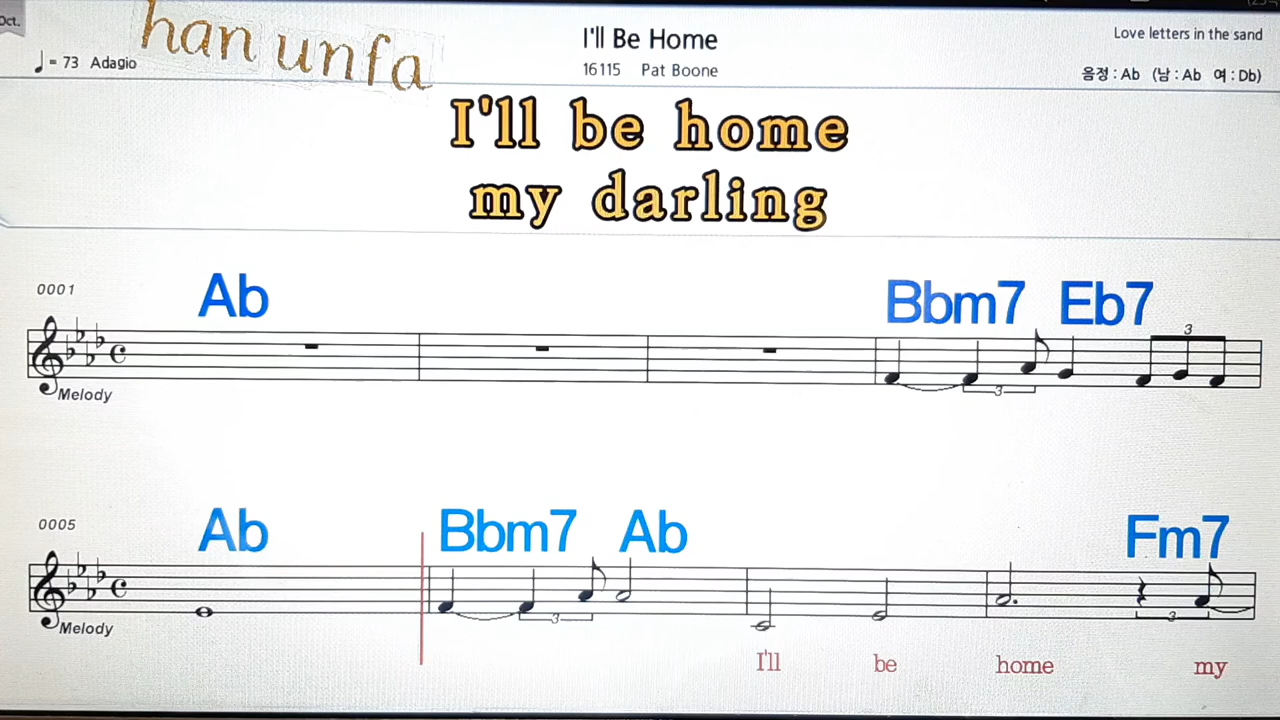 Oct.
han unfa
I'll Be Home
Love letters in the sand
♩ = 73 Adagio
16115 Pat Boone
음정 : Ab (남 : Ab 여 : Db)
I'll be home
my darling
0001
Ab Bbm7 Eb7
3
3
Melody
0005
Ab Bbm7 Ab Fm7
3 3
Melody
I'll be home my